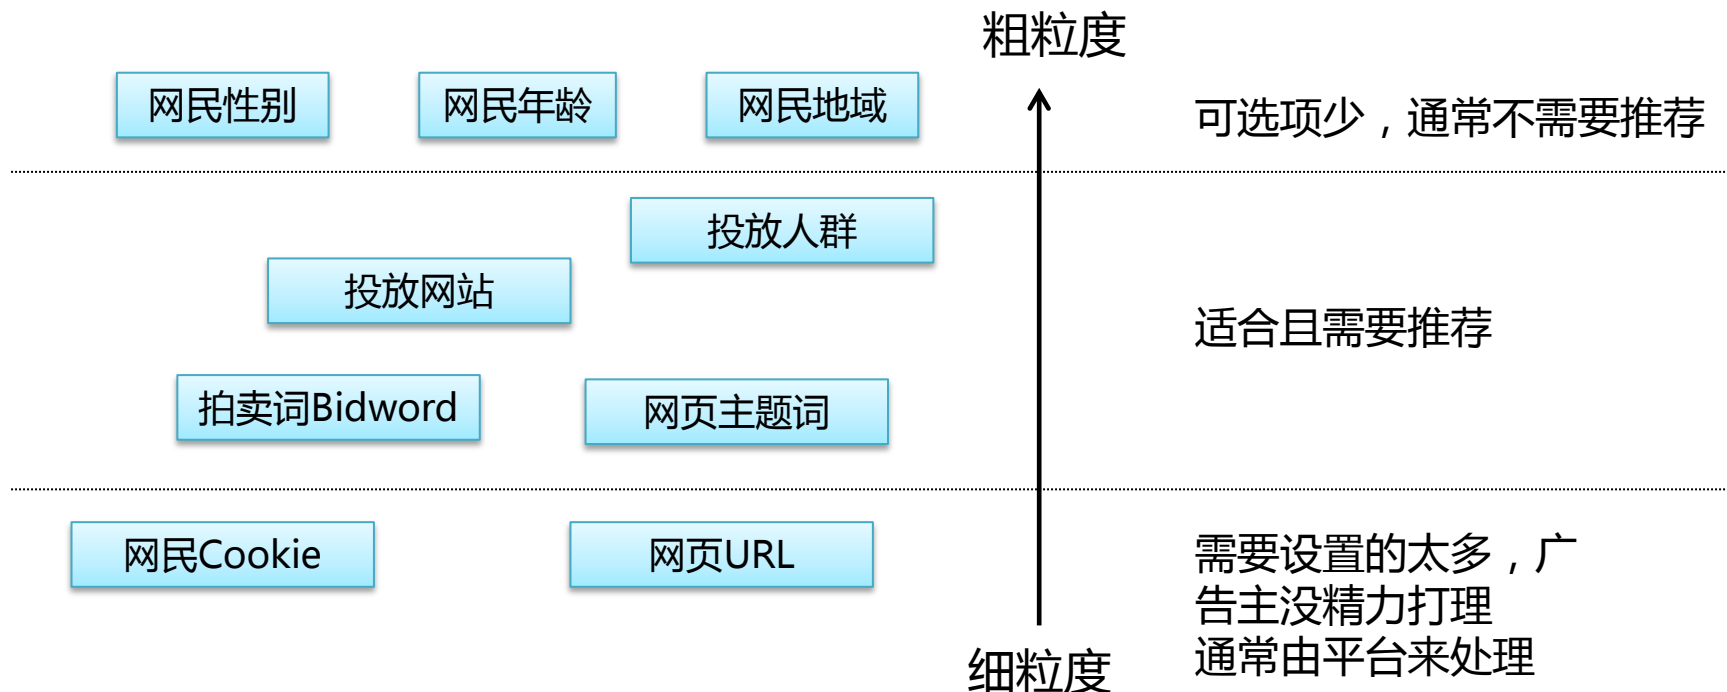 粗粒度
网民性别
网民年龄
网民地域
可选项少，通常不需要推荐
投放人群
投放网站
适合且需要推荐
拍卖词Bidword
网页主题词
网民Cookie
网页URL
需要设置的太多，广
告主没精力打理
通常由平台来处理
细粒度